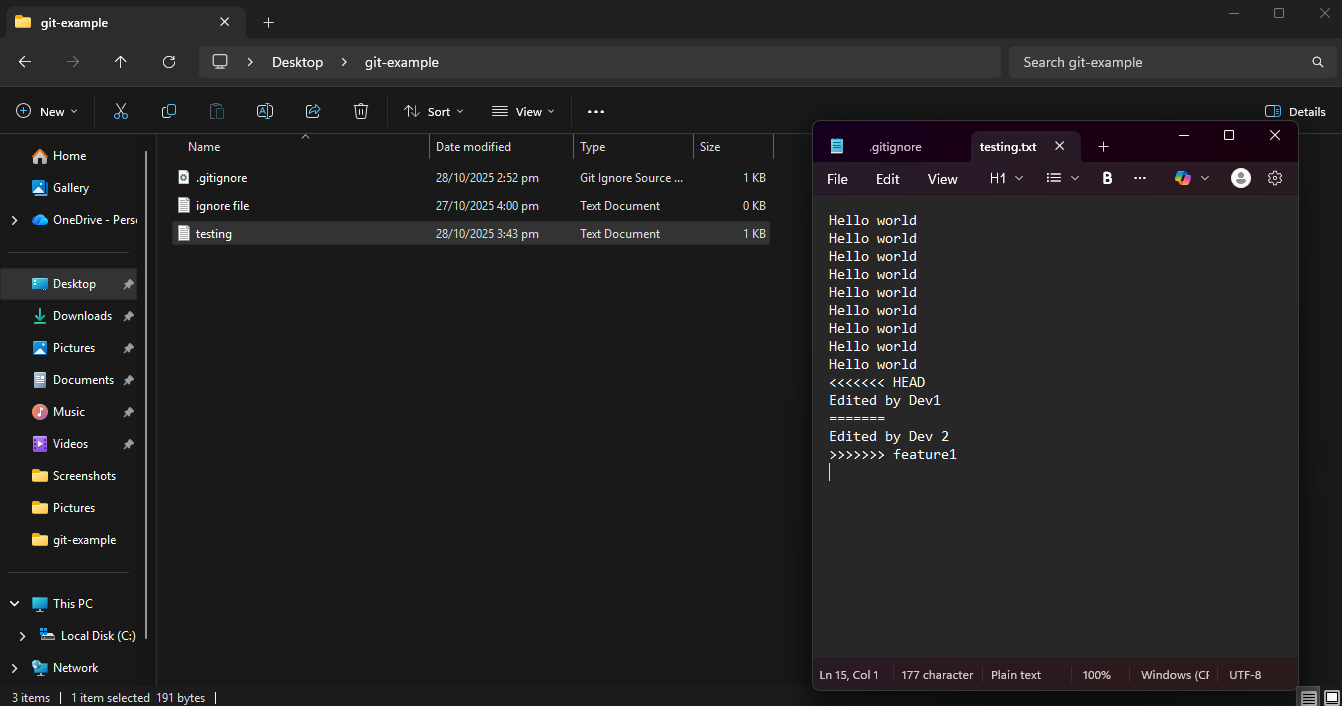 git-example
Desktop > git-example
Search git-example
New
Sort
View
Details
Name Date modified Type Size
.gitignore 28/10/2025 2:52 pm Git Ignore Source ... 1 KB
ignore file 27/10/2025 4:00 pm Text Document 0 KB
testing 28/10/2025 3:43 pm Text Document 1 KB
Home
Gallery
OneDrive - Perso
Desktop
Downloads
Pictures
Documents
Music
Videos
Screenshots
Pictures
git-example
This PC
Local Disk (C:)
Network
3 items 1 item selected 191 bytes
.gitignore
testing.txt
File Edit View H1 B ...
Hello world
Hello world
Hello world
Hello world
Hello world
Hello world
Hello world
Hello world
Hello world
<<<<<<< HEAD
Edited by Dev1
=======
Edited by Dev 2
>>>>>>> feature1
Ln 15, Col 1 177 character Plain text 100% Windows (CF UTF-8